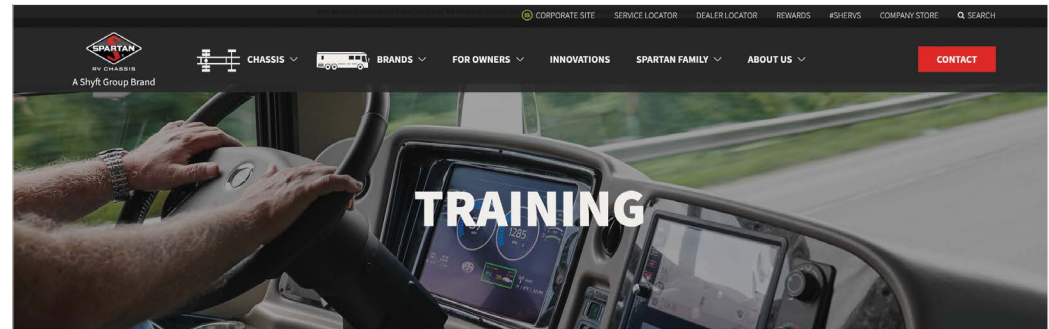 CORPORATE SITE SERVICE LOCATOR DEALER LOCATOR REWARDS #SHERVS COMPANY STORE SEARCH
SPARTAN
RV CHASSIS
A Shyft Group Brand
CHASSIS BRANDS FOR OWNERS INNOVATIONS SPARTAN FAMILY ABOUT US CONTACT
TRAINING
1285